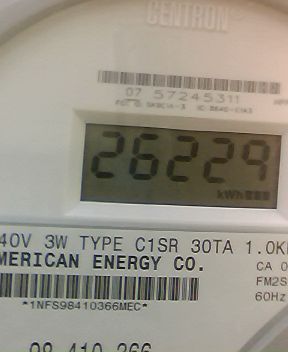 CENTRON
07 57245311
26229
kWh
40V 3W TYPE C1SR 30TA 1.0K
MERICAN ENERGY CO.
CA 0
FM2S
60Hz
*1NFS98410366MEC*
98 410 366